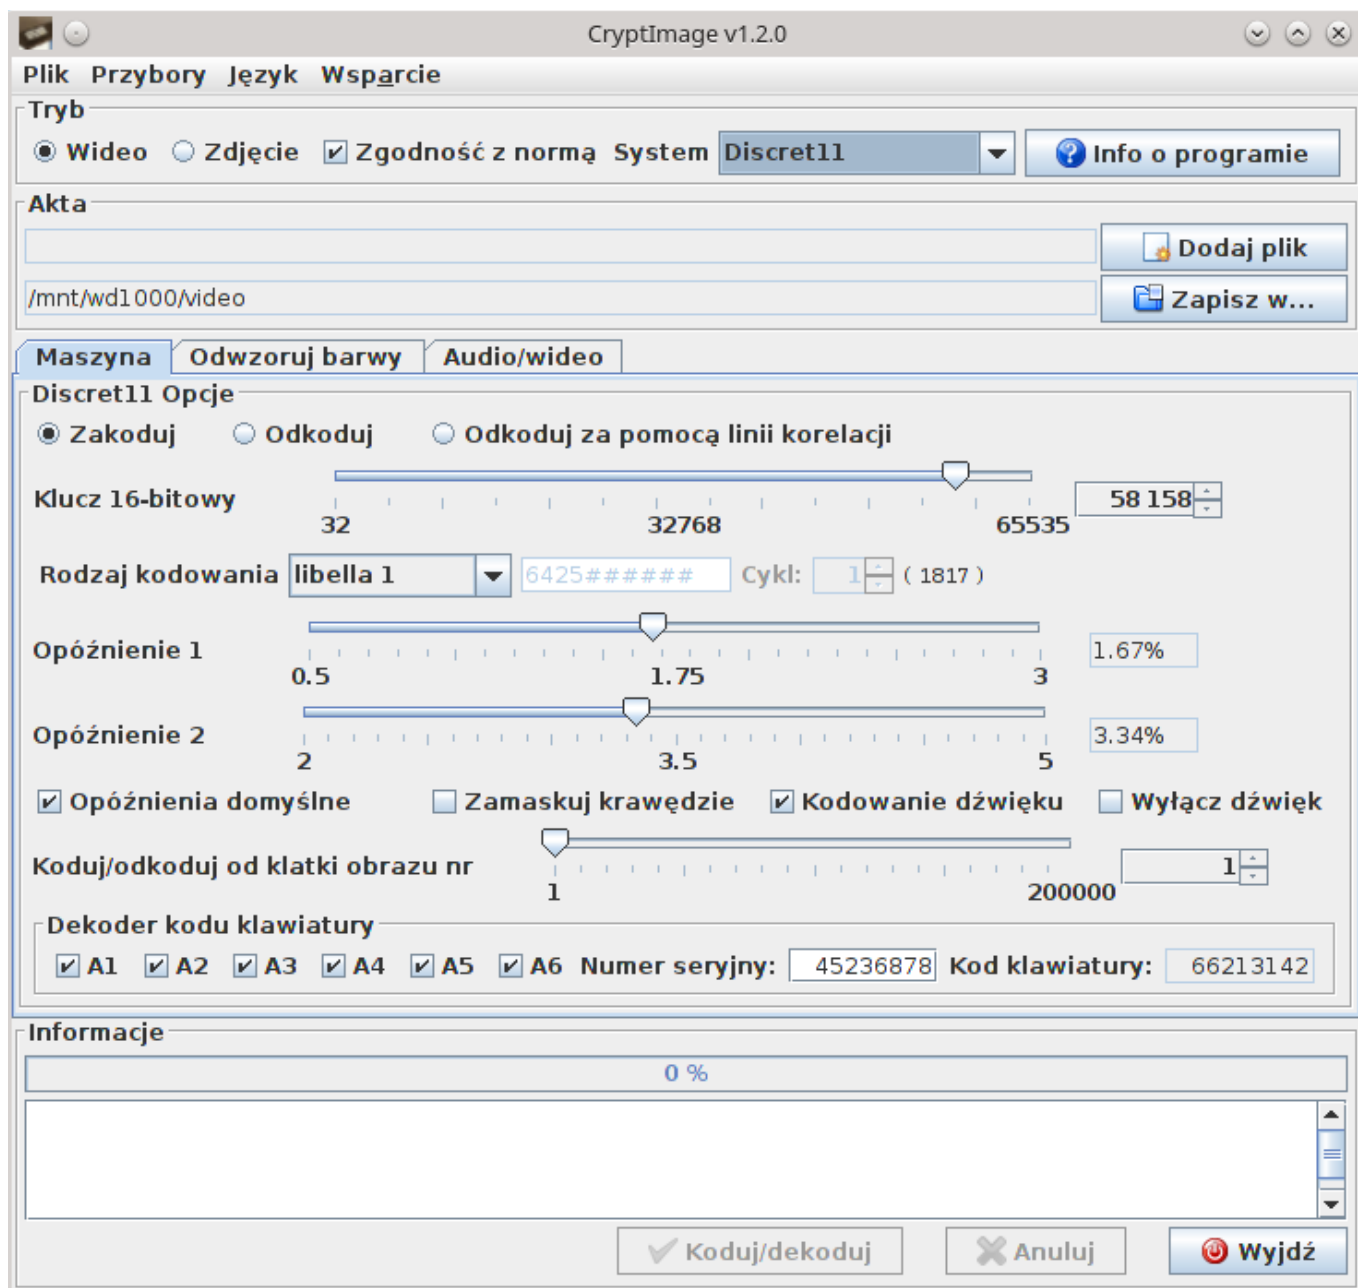 CryptImage v1.2.0
Plik Przybory Język Wsparcie
Tryb
Wideo Zdjęcie Zgodność z normą System Discret11 Info o programie
Akta
Dodaj plik
/mnt/wd1000/video Zapisz w...
Maszyna Odwzoruj barwy Audio/wideo
Discret11 Opcje
Zakoduj Odkoduj Odkoduj za pomocą linii korelacji
Klucz 16-bitowy 58 158
32 32768 65535
Rodzaj kodowania libella 1 6425###### Cykl: 1 ( 1817 )
Opóźnienie 1 1.67%
0.5 1.75 3
Opóźnienie 2 3.34%
2 3.5 5
Opóźnienia domyślne Zamaskuj krawędzie Kodowanie dźwięku Wyłącz dźwięk
Koduj/odkoduj od klatki obrazu nr 1
1 200000
Dekoder kodu klawiatury
A1 A2 A3 A4 A5 A6 Numer seryjny: 45236878 Kod klawiatury: 66213142
Informacje
0 %
Koduj/dekoduj Anuluj Wyjdź